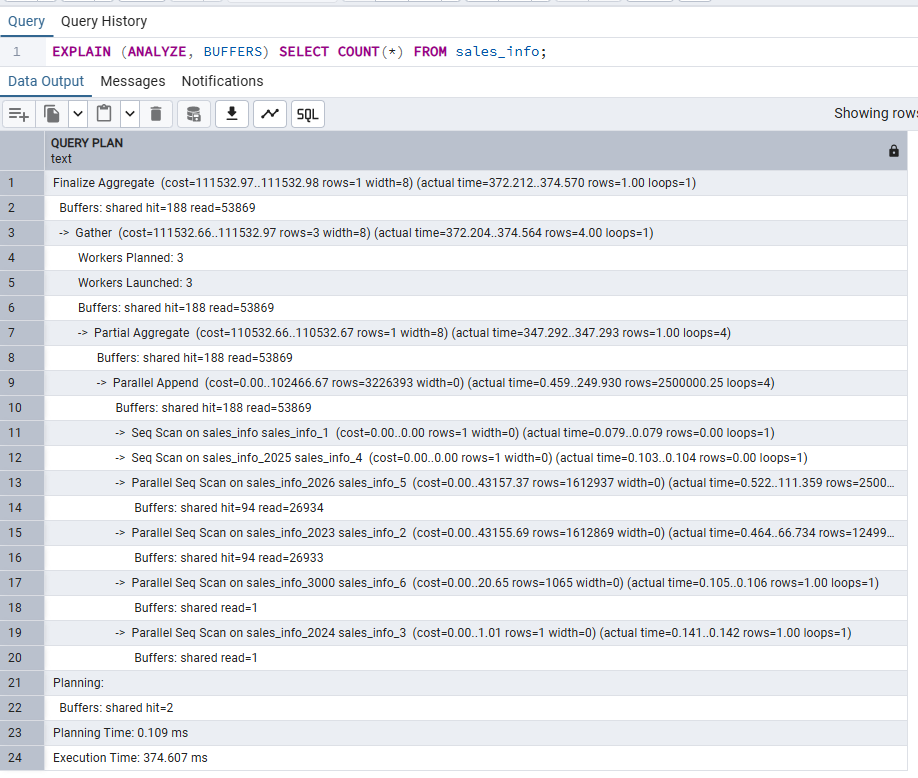 Query Query History
1 EXPLAIN (ANALYZE, BUFFERS) SELECT COUNT(*) FROM sales_info;
Data Output Messages Notifications
SQL Showing rows
QUERY PLAN
text
1 Finalize Aggregate (cost=111532.97..111532.98 rows=1 width=8) (actual time=372.212..374.570 rows=1.00 loops=1)
2 Buffers: shared hit=188 read=53869
3 -> Gather (cost=111532.66..111532.97 rows=3 width=8) (actual time=372.204..374.564 rows=4.00 loops=1)
4 Workers Planned: 3
5 Workers Launched: 3
6 Buffers: shared hit=188 read=53869
7 -> Partial Aggregate (cost=110532.66..110532.67 rows=1 width=8) (actual time=347.292..347.293 rows=1.00 loops=4)
8 Buffers: shared hit=188 read=53869
9 -> Parallel Append (cost=0.00..102466.67 rows=3226393 width=0) (actual time=0.459..249.930 rows=2500000.25 loops=4)
10 Buffers: shared hit=188 read=53869
11 -> Seq Scan on sales_info sales_info_1 (cost=0.00..0.00 rows=1 width=0) (actual time=0.079..0.079 rows=0.00 loops=1)
12 -> Seq Scan on sales_info_2025 sales_info_4 (cost=0.00..0.00 rows=1 width=0) (actual time=0.103..0.104 rows=0.00 loops=1)
13 -> Parallel Seq Scan on sales_info_2026 sales_info_5 (cost=0.00..43157.37 rows=1612937 width=0) (actual time=0.522..111.359 rows=2500...
14 Buffers: shared hit=94 read=26934
15 -> Parallel Seq Scan on sales_info_2023 sales_info_2 (cost=0.00..43155.69 rows=1612869 width=0) (actual time=0.464..66.734 rows=12499...
16 Buffers: shared hit=94 read=26933
17 -> Parallel Seq Scan on sales_info_3000 sales_info_6 (cost=0.00..20.65 rows=1065 width=0) (actual time=0.105..0.106 rows=1.00 loops=1)
18 Buffers: shared read=1
19 -> Parallel Seq Scan on sales_info_2024 sales_info_3 (cost=0.00..1.01 rows=1 width=0) (actual time=0.141..0.142 rows=1.00 loops=1)
20 Buffers: shared read=1
21 Planning:
22 Buffers: shared hit=2
23 Planning Time: 0.109 ms
24 Execution Time: 374.607 ms